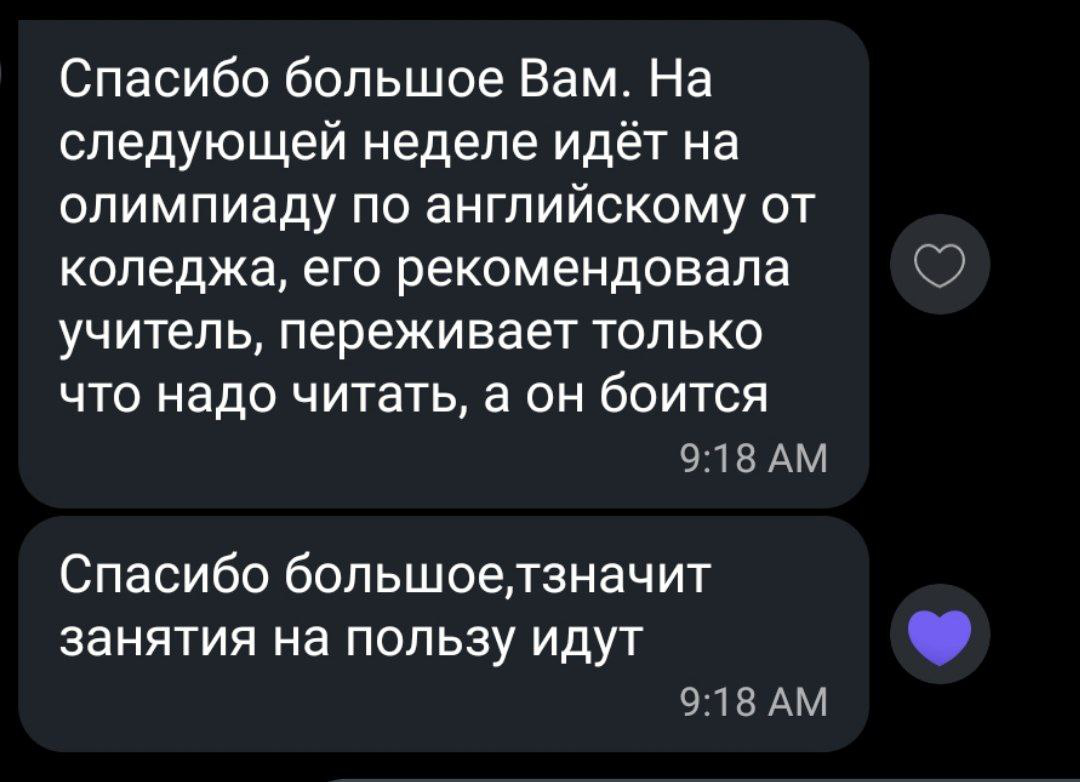 Спасибо большое Вам. На
следующей неделе идёт на
олимпиаду по английскому от
коледжа, его рекомендовала
учитель, переживает только
что надо читать, а он боится
9:18 AM
Спасибо большое,тзначит
занятия на пользу идут
9:18 AM